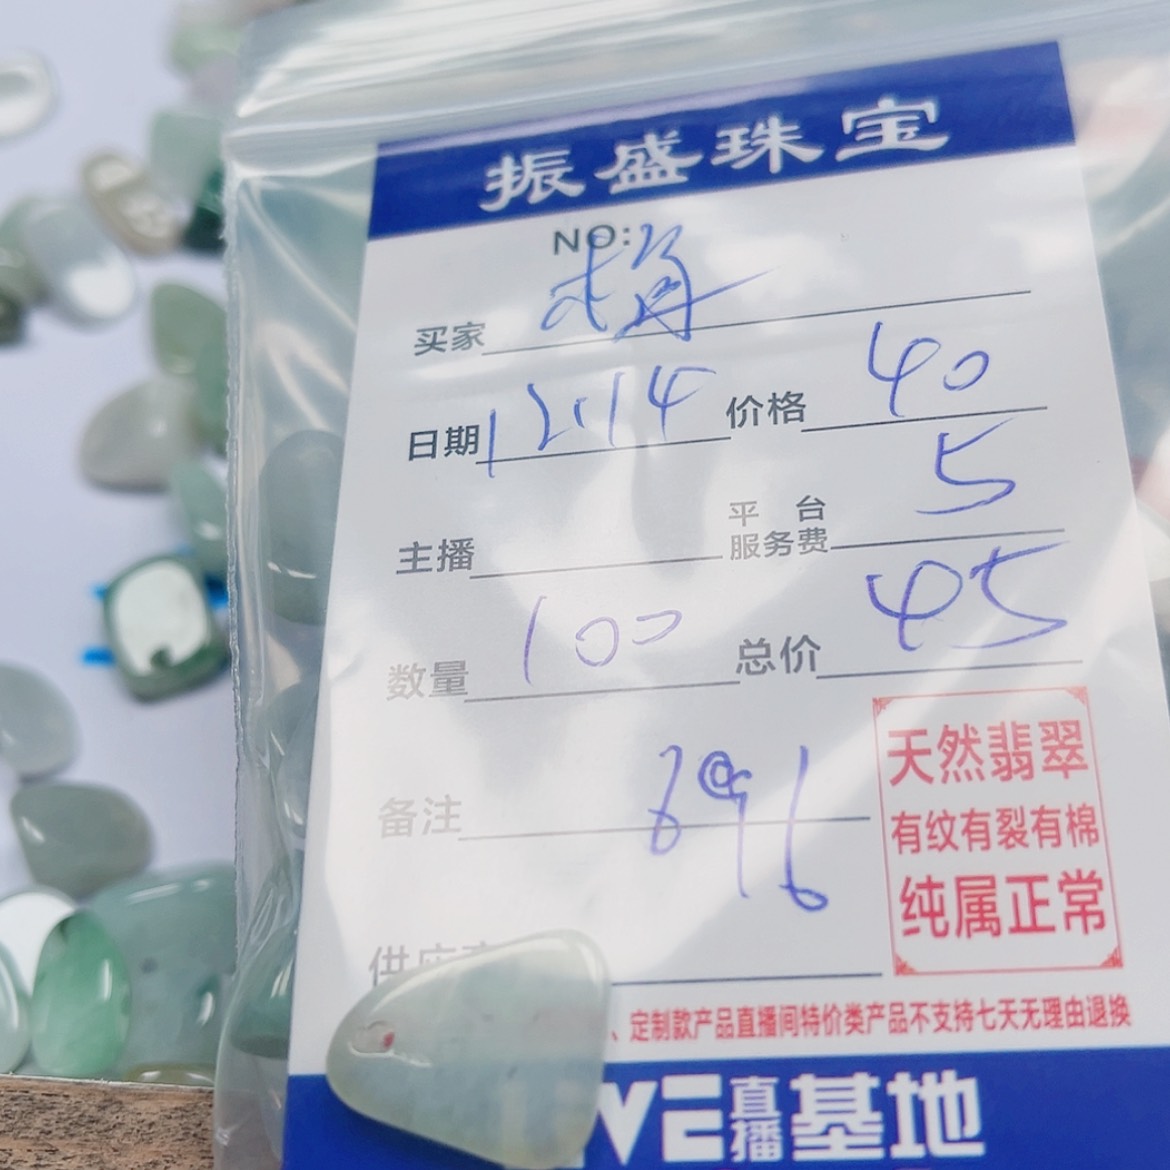 振盛珠宝
NO:
买家
日期 12.14 价格 40
主播 平台服务费 5
数量 100 总价 45
备注
天然翡翠
有纹有裂有棉
纯属正常
、定制款产品直播间特价类产品不支持七天无理由退换
VE直播基地